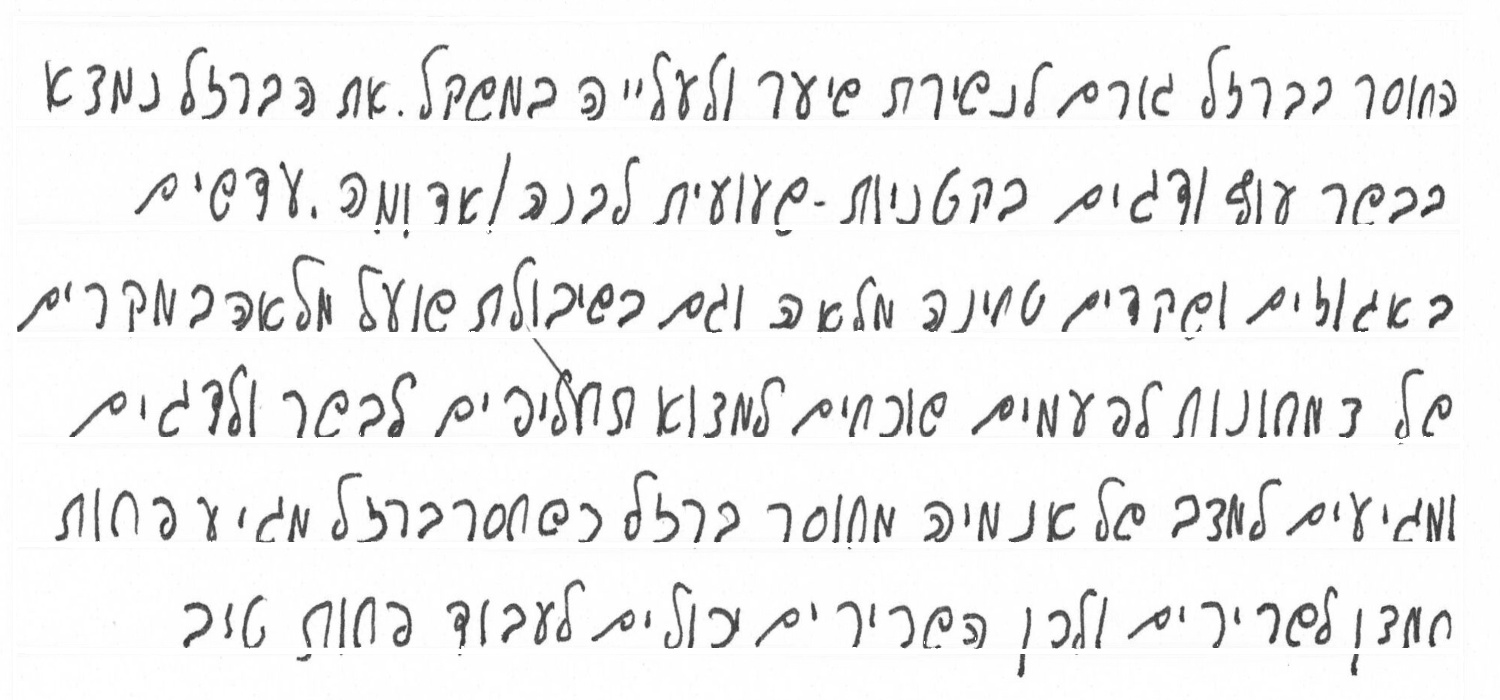 החוסר בברזל גורם לנשירת שיער ולעלייה במשקל. את הברזל נמצא
בבשר עוף ודגים בקטניות - שעועית לבנה/אדומה. עדשים
באגוזים ושקדים טחינה מלאה וגם בשיבולת שועל מלאה במקרים
של צמחונות לפעמים שוכחים למצוא תחליפים לבשר ולדגים
ומגיעים למצב של אנמיה מחוסר ברזל כשחסר ברזל מגיע פחות
חמצן לשרירים ולכן השרירים יכולים לעבוד פחות טוב